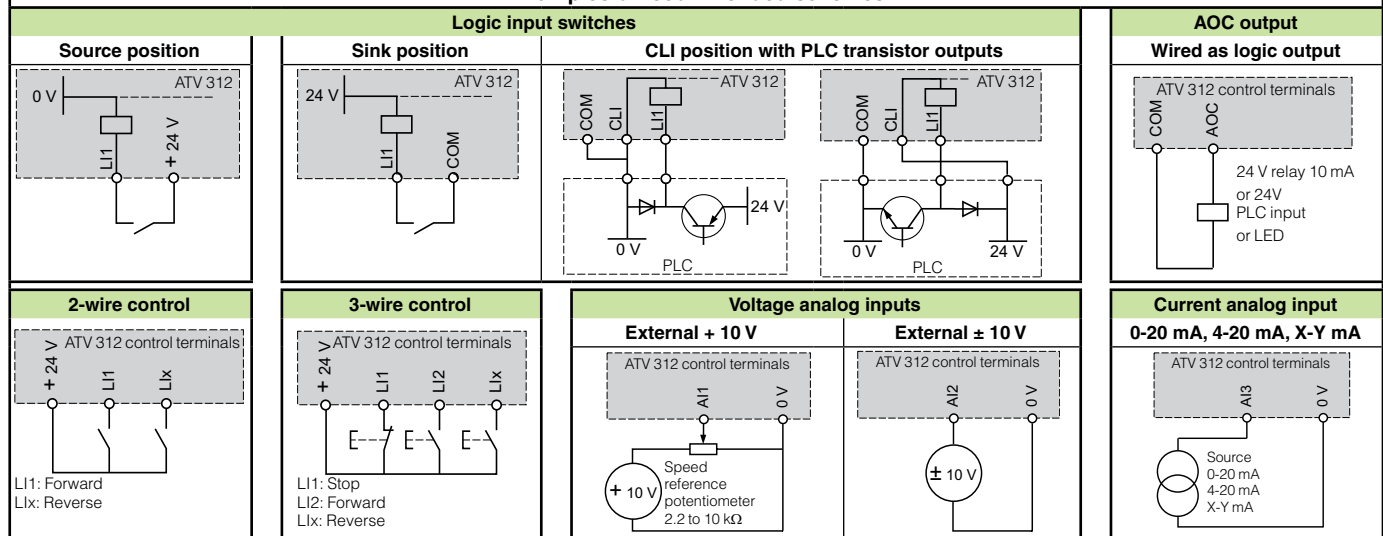 Logic input switches
Source position
ATV 312
0 V
LI1
+ 24 V
Sink position
ATV 312
24 V
LI1
COM
CLI position with PLC transistor outputs
ATV 312
COM
CLI
LI1
24 V
0 V
PLC
ATV 312
COM
CLI
LI1
0 V
24 V
PLC
AOC output
Wired as logic output
ATV 312 control terminals
COM
AOC
24 V relay 10 mA
or 24V
PLC input
or LED
2-wire control
ATV 312 control terminals
+ 24 V
LI1
LIx
LI1: Forward
LIx: Reverse
3-wire control
ATV 312 control terminals
+ 24 V
LI1
LI2
LIx
LI1: Stop
LI2: Forward
LIx: Reverse
Voltage analog inputs
External + 10 V
ATV 312 control terminals
AI1
0 V
+ 10 V
Speed
reference
potentiometer
2.2 to 10 kΩ
External ± 10 V
ATV 312 control terminals
AI2
0 V
± 10 V
Current analog input
0-20 mA, 4-20 mA, X-Y mA
ATV 312 control terminals
AI3
0 V
Source
0-20 mA
4-20 mA
X-Y mA